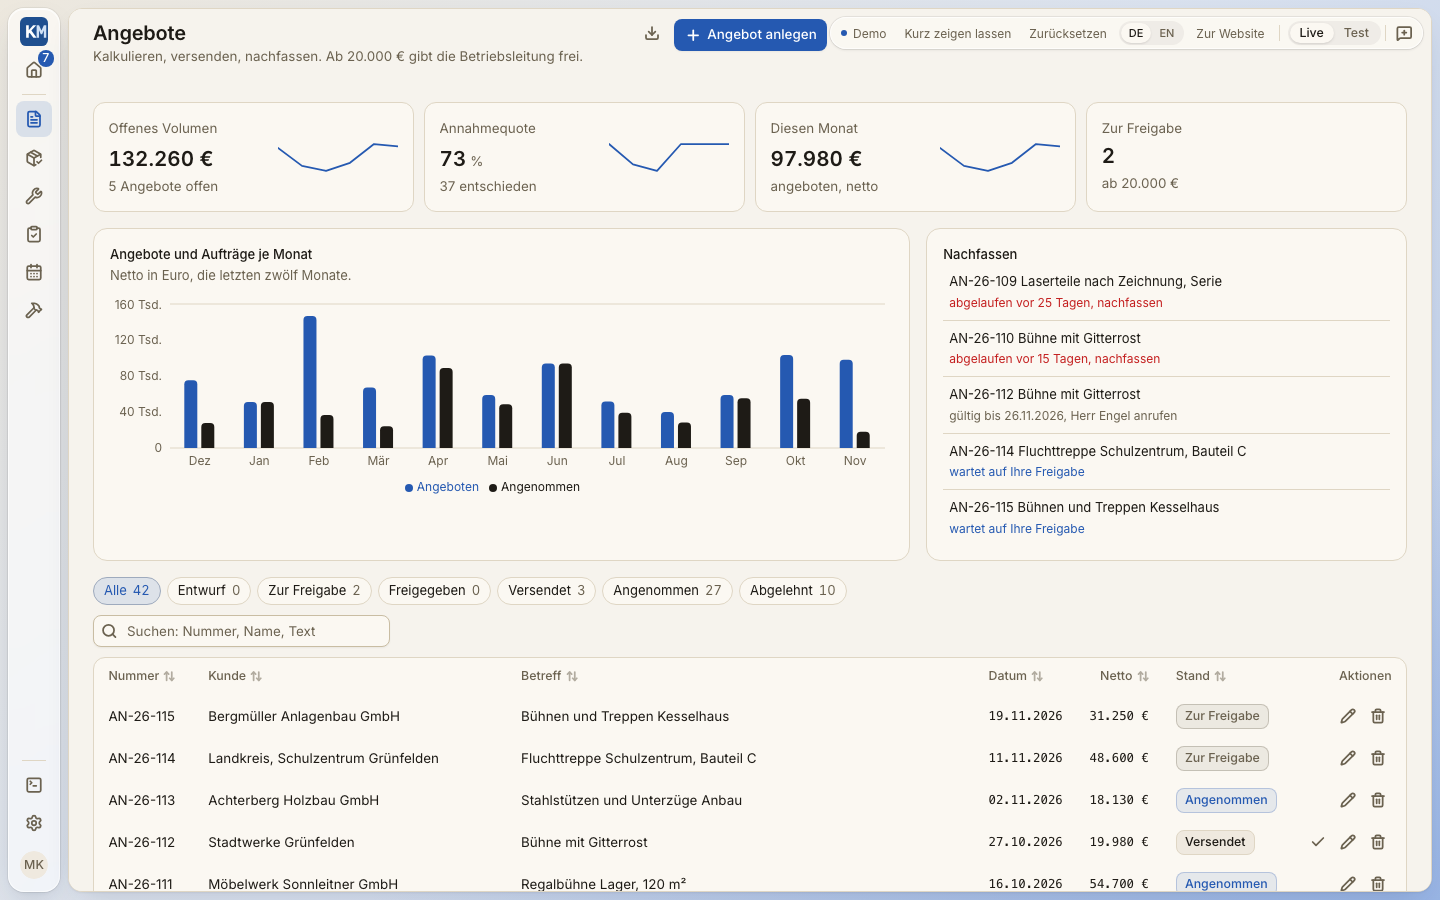 KM
7
MK
Angebote
Kalkulieren, versenden, nachfassen. Ab 20.000 € gibt die Betriebsleitung frei.
Angebot anlegen
Demo
Kurz zeigen lassen
Zurücksetzen
DE EN
Zur Website
Live Test
Offenes Volumen
132.260 €
5 Angebote offen
Annahmequote
73 %
37 entschieden
Diesen Monat
97.980 €
angeboten, netto
Zur Freigabe
2
ab 20.000 €
Angebote und Aufträge je Monat
Netto in Euro, die letzten zwölf Monate.
160 Tsd.
120 Tsd.
80 Tsd.
40 Tsd.
0
Dez Jan Feb Mär Apr Mai Jun Jul Aug Sep Okt Nov
Angeboten Angenommen
Nachfassen
AN-26-109 Laserteile nach Zeichnung, Serie
abgelaufen vor 25 Tagen, nachfassen
AN-26-110 Bühne mit Gitterrost
abgelaufen vor 15 Tagen, nachfassen
AN-26-112 Bühne mit Gitterrost
gültig bis 26.11.2026, Herr Engel anrufen
AN-26-114 Fluchttreppe Schulzentrum, Bauteil C
wartet auf Ihre Freigabe
AN-26-115 Bühnen und Treppen Kesselhaus
wartet auf Ihre Freigabe
Alle 42 Entwurf 0 Zur Freigabe 2 Freigegeben 0 Versendet 3 Angenommen 27 Abgelehnt 10
Suchen: Nummer, Name, Text
Nummer Kunde Betreff Datum Netto Stand Aktionen
AN-26-115 Bergmüller Anlagenbau GmbH Bühnen und Treppen Kesselhaus 19.11.2026 31.250 € Zur Freigabe
AN-26-114 Landkreis, Schulzentrum Grünfelden Fluchttreppe Schulzentrum, Bauteil C 11.11.2026 48.600 € Zur Freigabe
AN-26-113 Achterberg Holzbau GmbH Stahlstützen und Unterzüge Anbau 02.11.2026 18.130 € Angenommen
AN-26-112 Stadtwerke Grünfelden Bühne mit Gitterrost 27.10.2026 19.980 € Versendet
AN-26-111 Möbelwerk Sonnleitner GmbH Regalbühne Lager, 120 m² 16.10.2026 54.700 € Angenommen